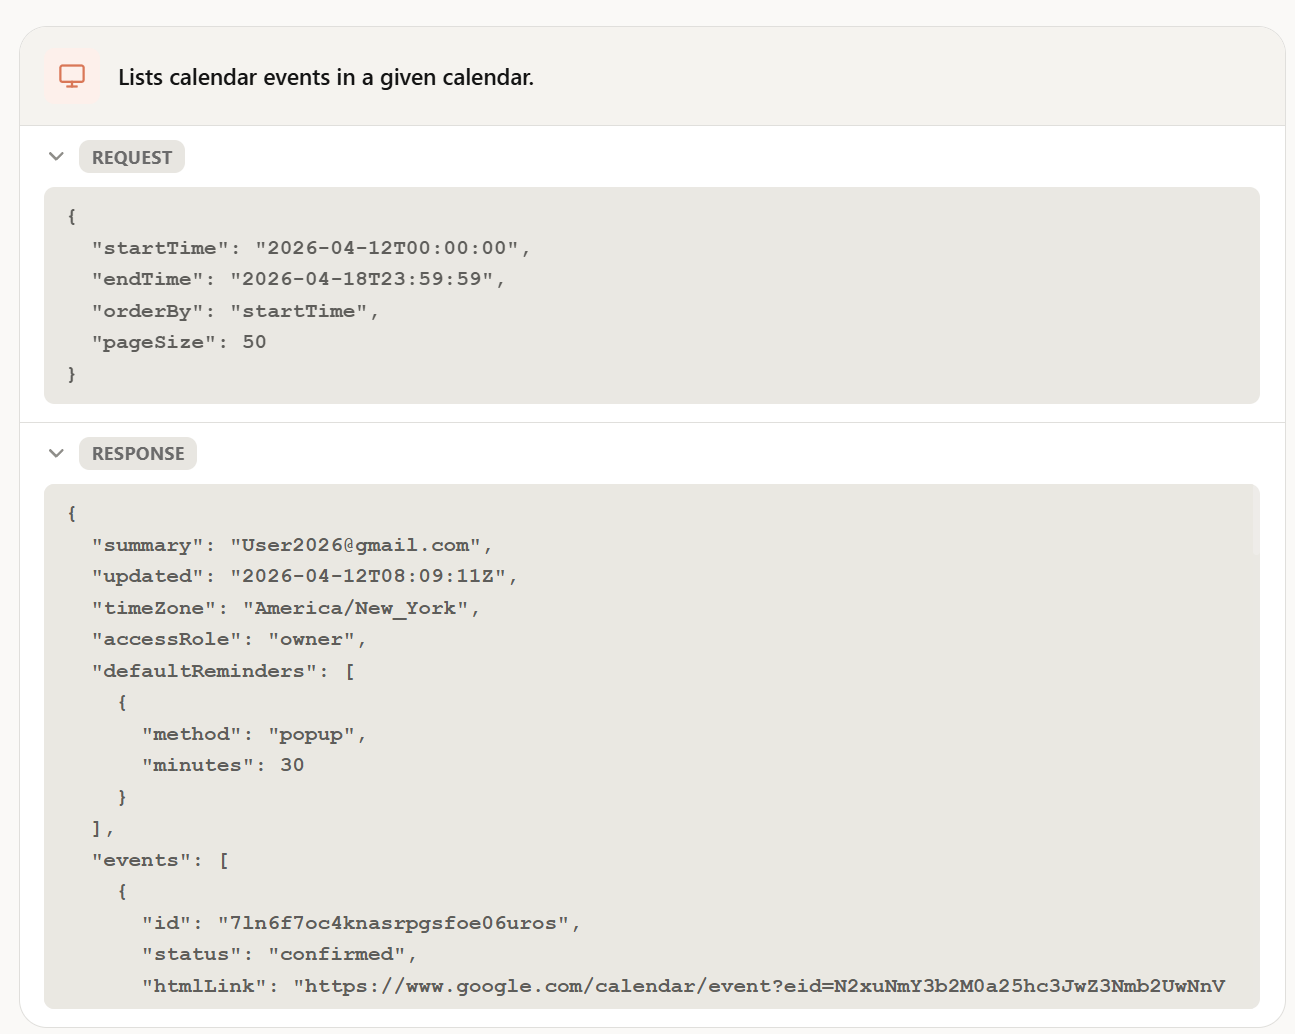 Lists calendar events in a given calendar.
REQUEST
{
"startTime": "2026-04-12T00:00:00",
"endTime": "2026-04-18T23:59:59",
"orderBy": "startTime",
"pageSize": 50
}
RESPONSE
{
"summary": "User2026@gmail.com",
"updated": "2026-04-12T08:09:11Z",
"timeZone": "America/New_York",
"accessRole": "owner",
"defaultReminders": [
{
"method": "popup",
"minutes": 30
}
],
"events": [
{
"id": "7ln6f7oc4knasrpgsfoe06uros",
"status": "confirmed",
"htmlLink": "https://www.google.com/calendar/event?eid=N2xuNmY3b2M0a25hc3JwZ3Nmb2UwNnV